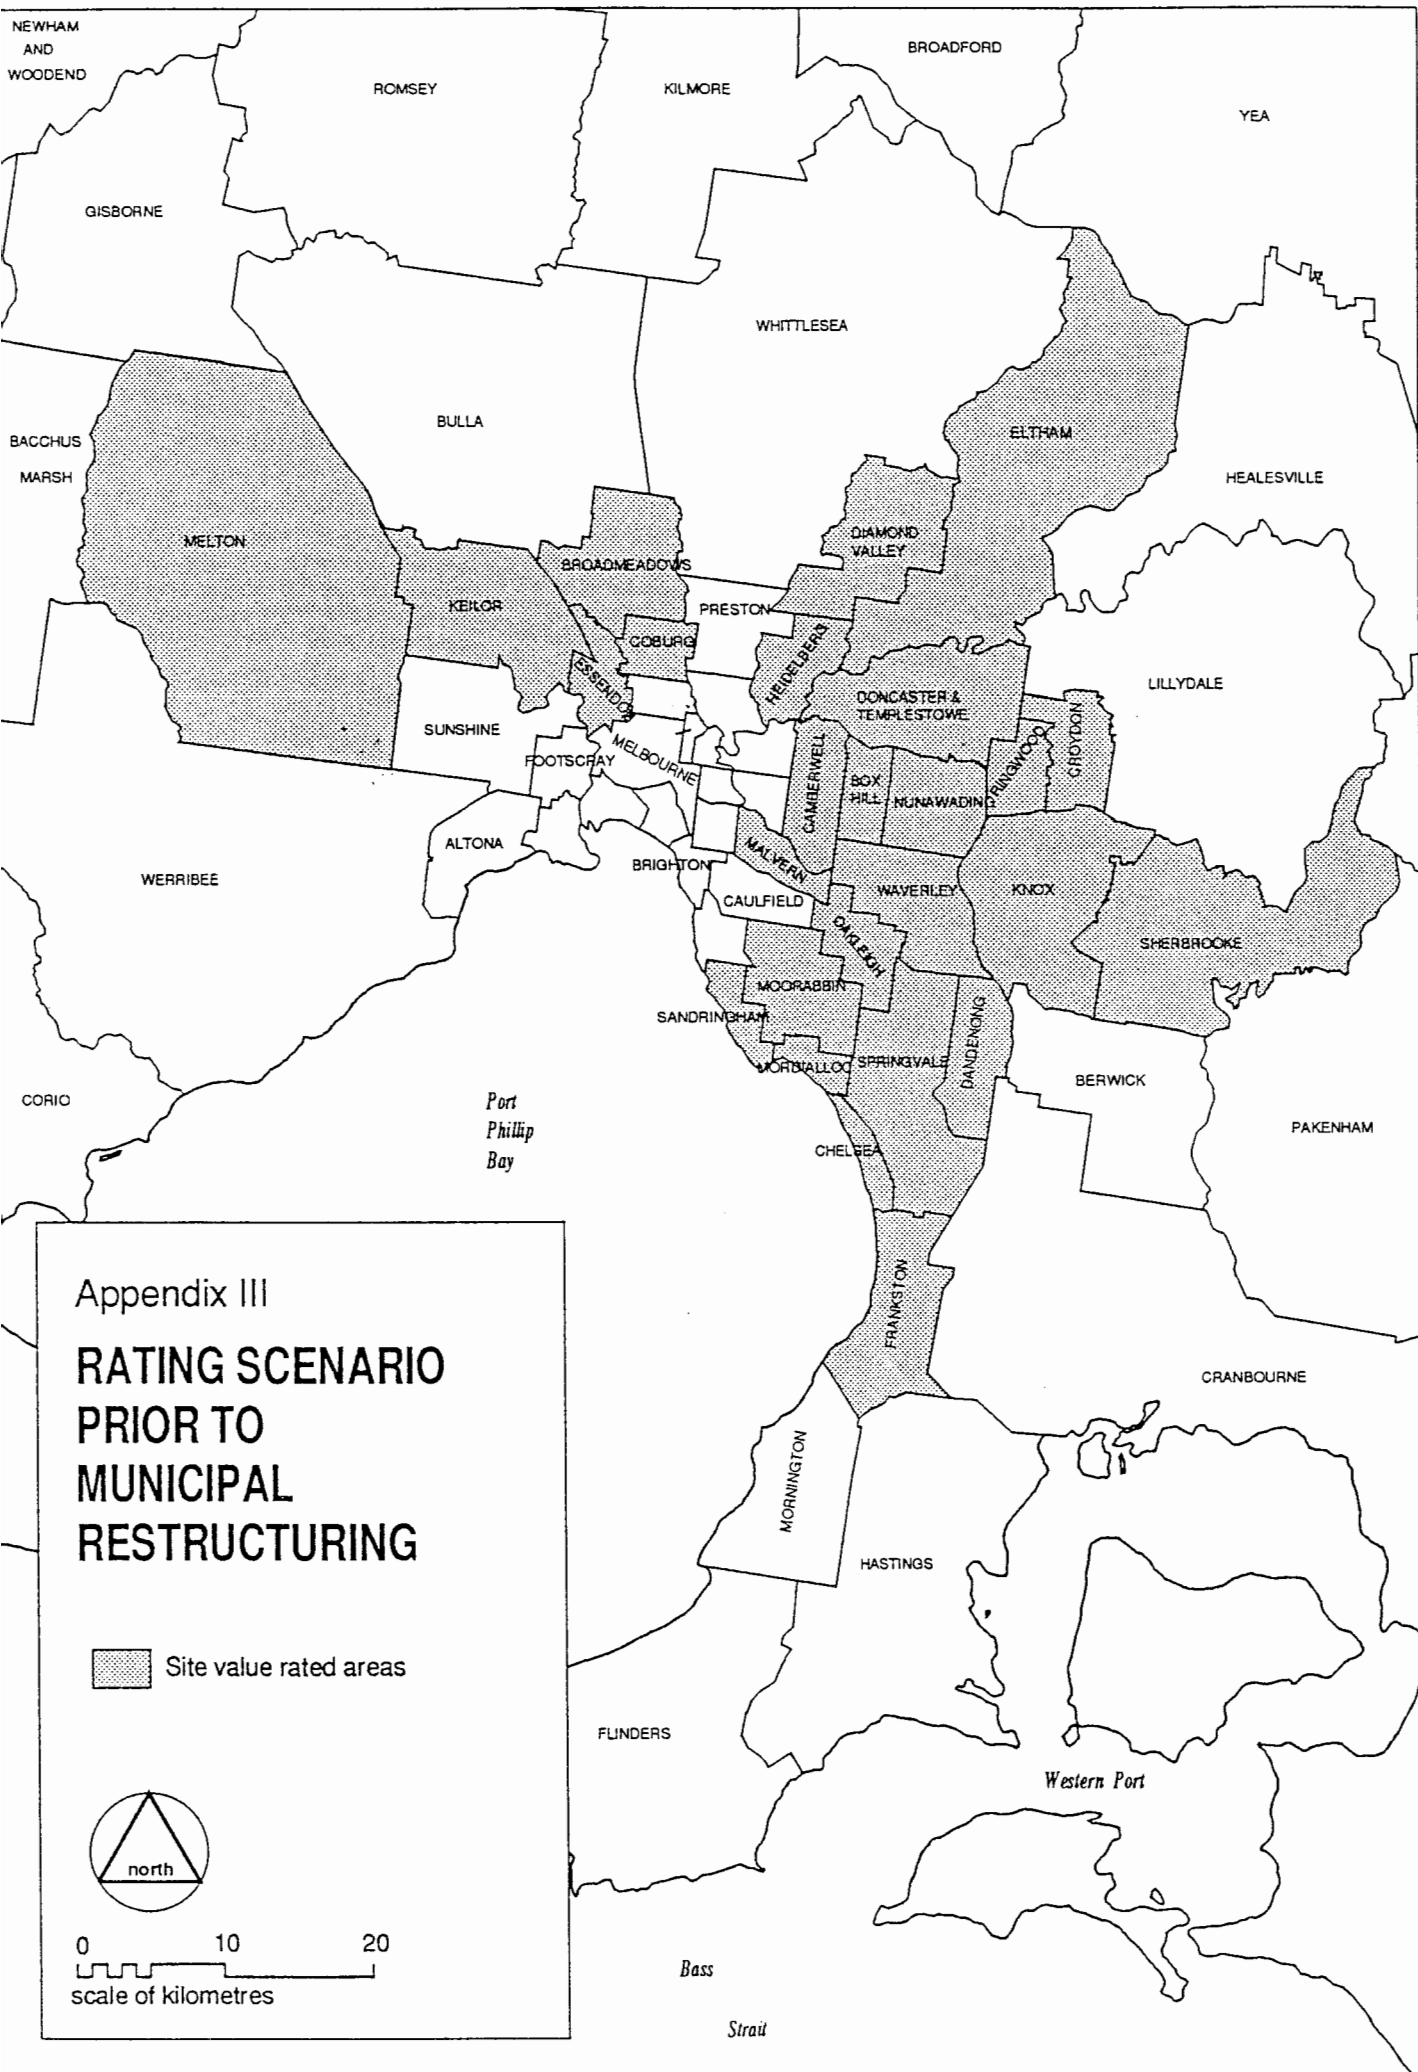 NEWHAM
AND
WOODEND
ROMSEY
KILMORE
BROADFORD
YEA
GISBORNE
WHITTLESEA
BULLA
ELTHAM
BACCHUS
MARSH
HEALESVILLE
MELTON
DIAMOND
VALLEY
BROADMEADOWS
KEILOR
PRESTON
COBURG
HEIDELBERG
ESSENDON
LILLYDALE
DONCASTER &
TEMPLESTOWE
SUNSHINE
FOOTSCRAY
MELBOURNE
CAMBERWELL
BOX
HILL
NUNAWADING
RINGWOOD
CROYDON
ALTONA
WERRIBEE
BRIGHTON
MALVERN
CAULFIELD
WAVERLEY
KNOX
OAKLEIGH
SHERBROOKE
MOORABBIN
SANDRINGHAM
MORDIALLOC
SPRINGVALE
DANDENONG
BERWICK
CORIO
PAKENHAM
Port
Phillip
Bay
CHELSEA
FRANKSTON
CRANBOURNE
MORNINGTON
HASTINGS
FLINDERS
Western Port
Bass
Strait
Appendix III
RATING SCENARIO
PRIOR TO
MUNICIPAL
RESTRUCTURING
Site value rated areas
north
0 10 20
scale of kilometres